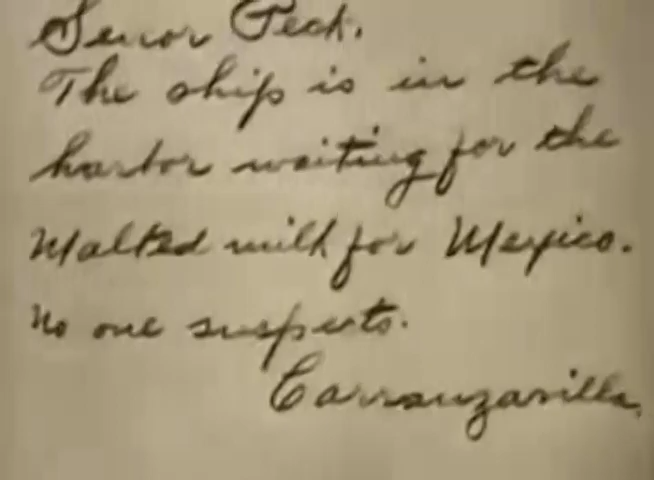 Senor Peck.
The ship is in the
harbor waiting for the
Malted milk for Mexico.
No one suspects.
Carranzarilla.